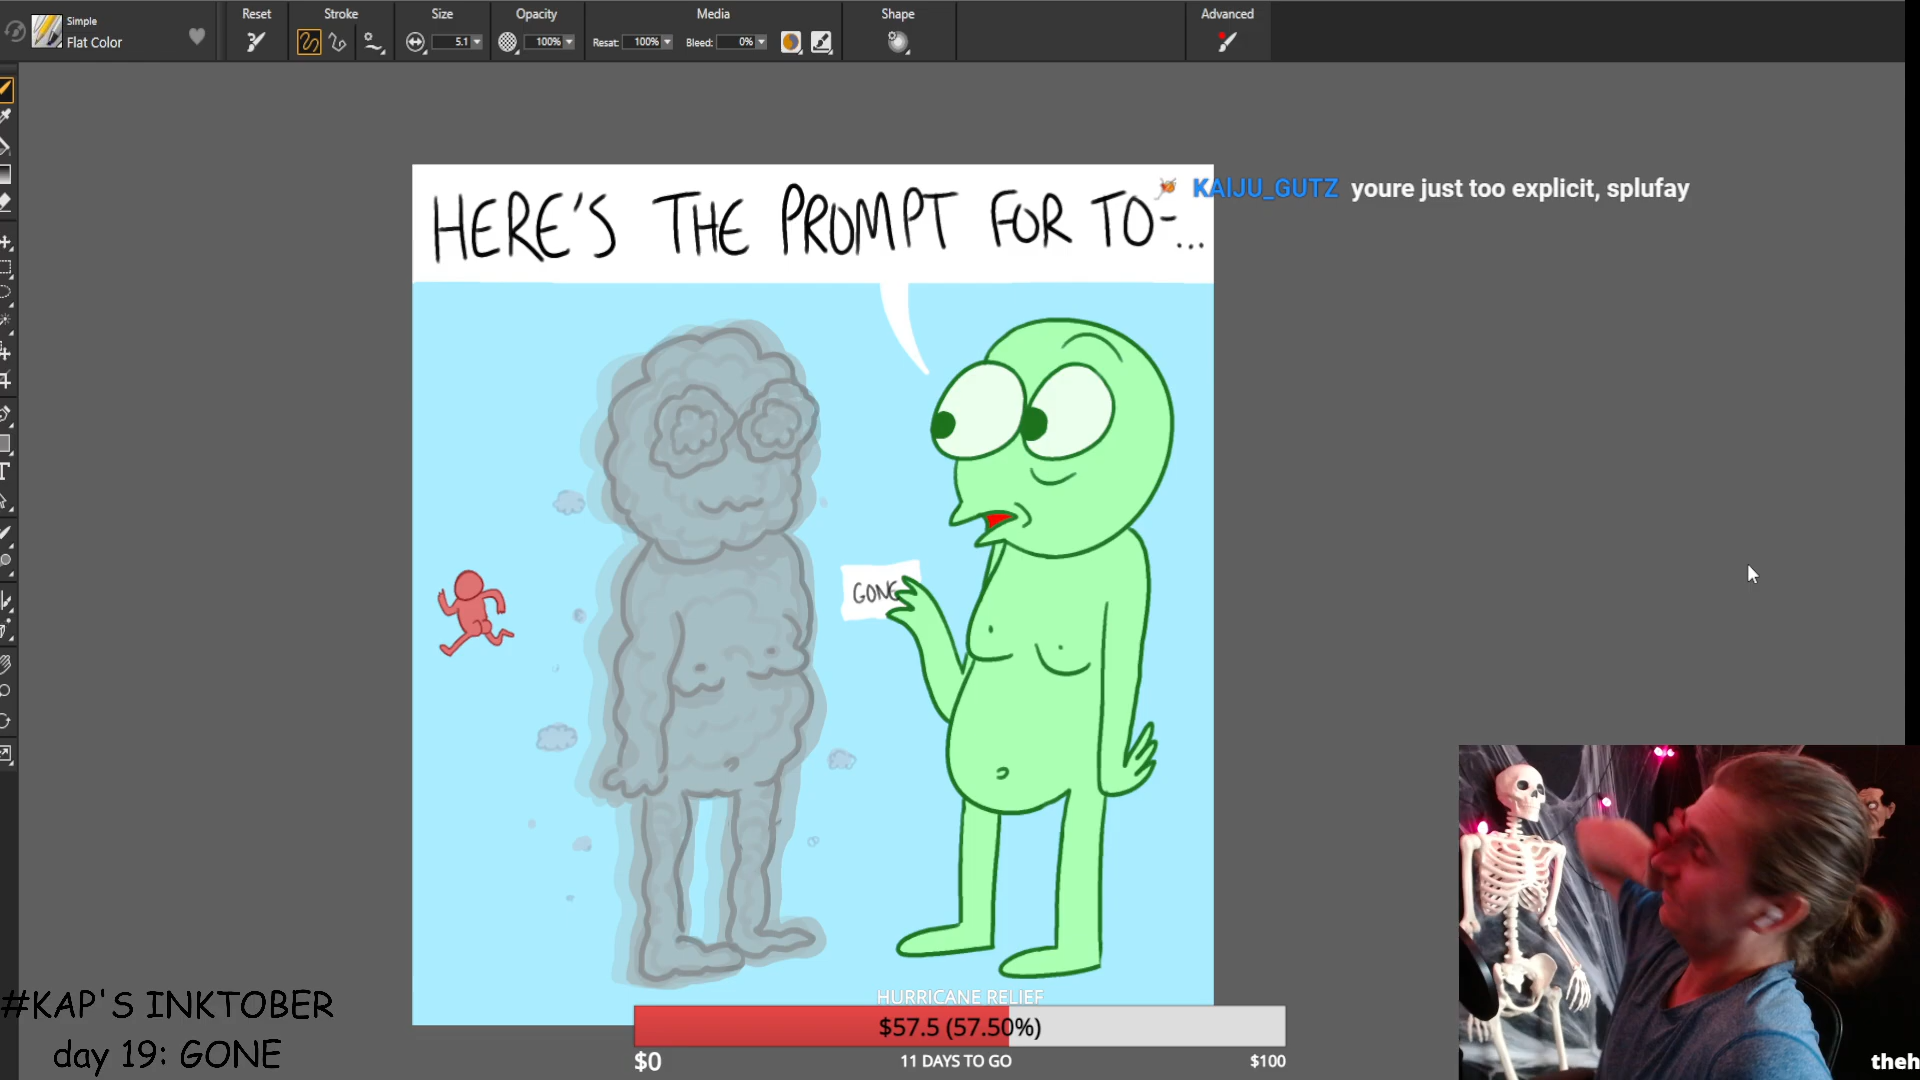 Simple
Flat Color
Reset
Stroke
Size
5.1
Opacity
100%
Media
Resat: 100%
Bleed: 0%
Shape
Advanced
HERE'S THE PROMPT FOR TO-...
KAIJU_GUTZ youre just too explicit, splufay
GONE
T
#KAP'S INKTOBER
day 19: GONE
HURRICANE RELIEF
$57.5 (57.50%)
$0
11 DAYS TO GO
$100
theh